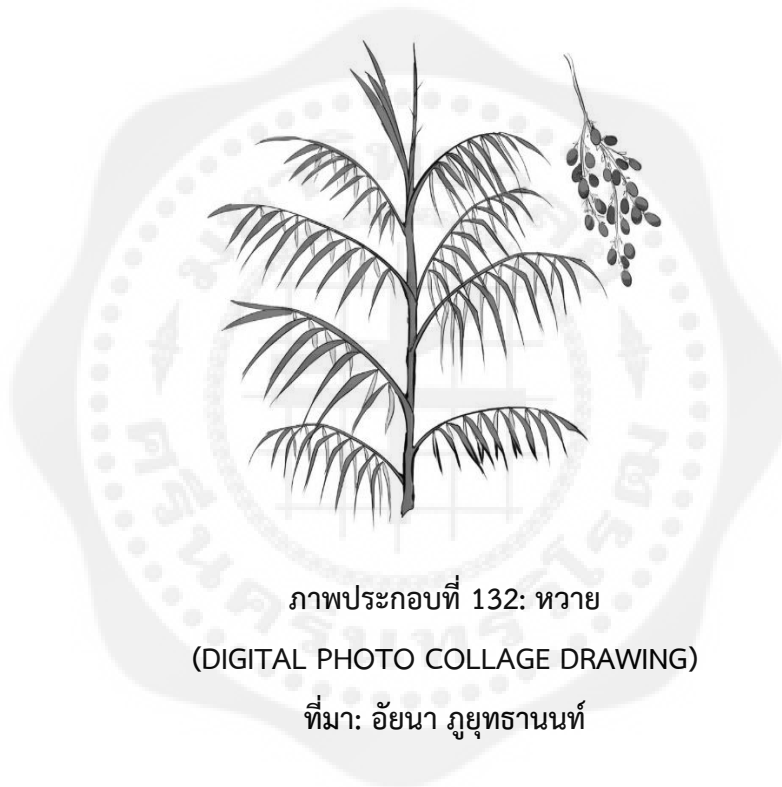 ภาพประกอบที่ 132: หวาย
(DIGITAL PHOTO COLLAGE DRAWING)
ที่มา: อัยนา ภูยุทธานนท์